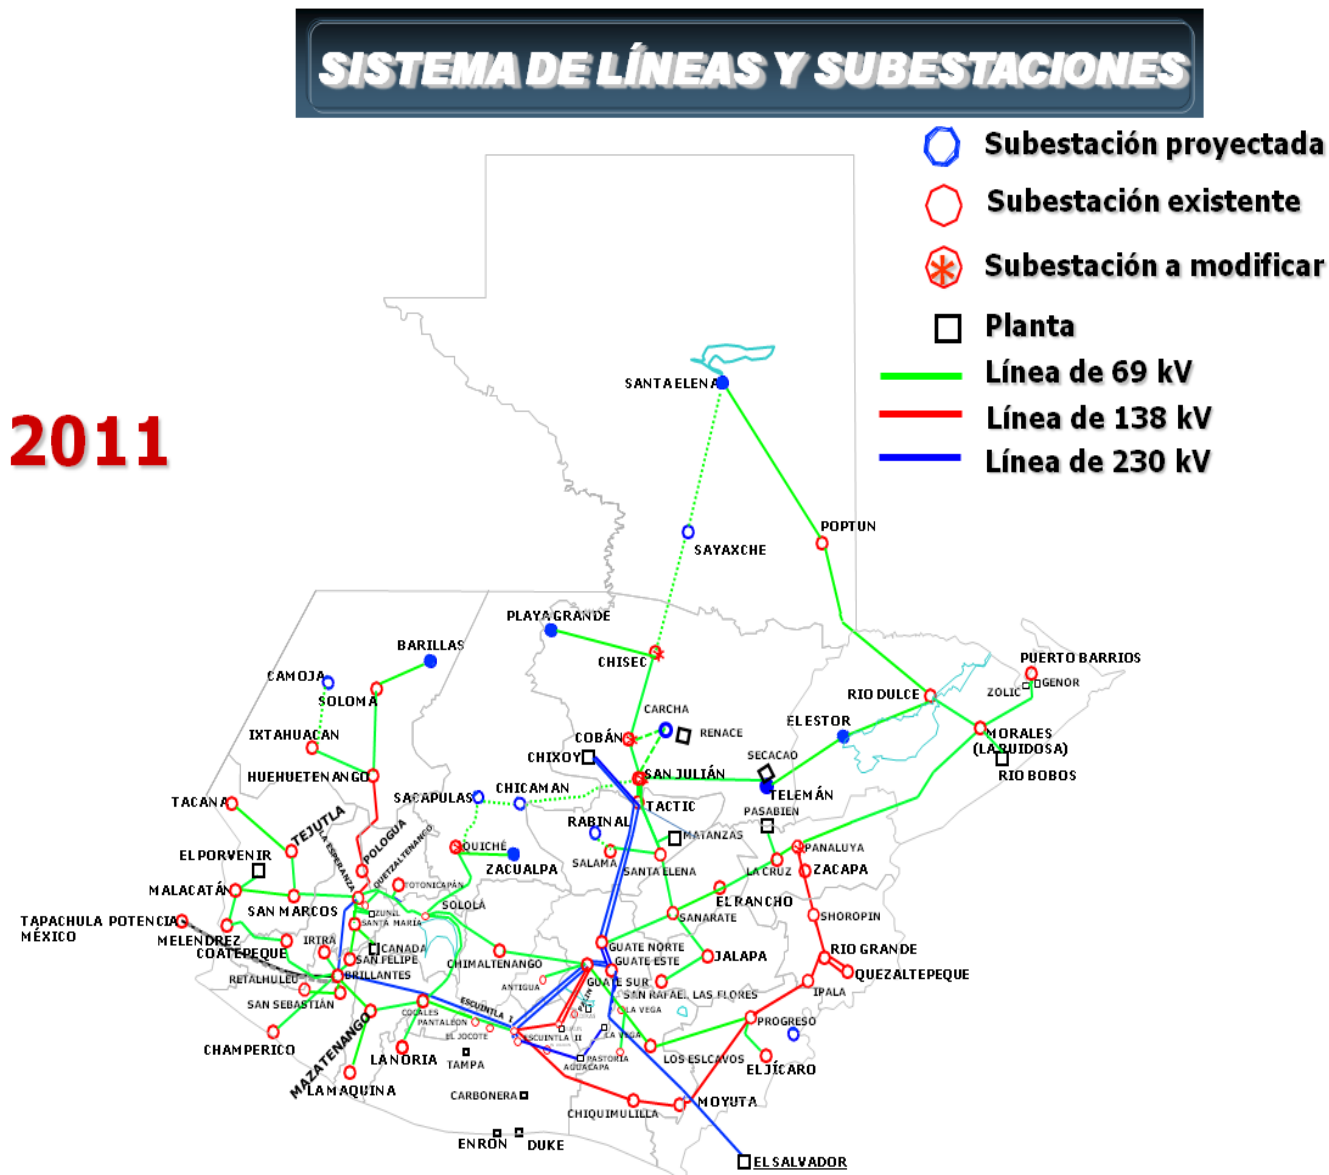 SISTEMA DE LÍNEAS Y SUBESTACIONES
Subestación proyectada
Subestación existente
Subestación a modificar
Planta
Línea de 69 kV
Línea de 138 kV
Línea de 230 kV
2011
SANTA ELENA
SAYAXCHE
POPTUN
PLAYA GRANDE
CHISEC
BARILLAS
CAMOJA
SOLOMA
IXTAHUACAN
HUEHUETENANGO
PUERTO BARRIOS
GENOR
ZOLIC
RIO DULCE
CARCHA
RENACE
COBÁN
CHIXOY
EL ESTOR
MORALES
(LA RUIDOSA)
RIO BOBOS
SECACAO
SAN JULIÁN
TELEMÁN
TACTIC
PASABIEN
TACANA
SACAPULAS
CHICAMAN
RABINAL
MATANZAS
TEJUTLA
LA ESPERANZA
POLOGUA
QUETZALTENANGO
QUICHÉ
ZACUALPA
SALAMA
SANTA ELENA
LA CRUZ
PANALUYA
ZACAPA
EL PORVENIR
MALACATÁN
SAN MARCOS
TOTONICAPÁN
ZUNIL
SANTA MARÍA
SOLOLÁ
EL RANCHO
SANARATE
SHOROPIN
TAPACHULA POTENCIA
MÉXICO
MELENDREZ
COATEPEQUE
IRTRA
CANADA
SAN FELIPE
BRILLANTES
CHIMALTENANGO
GUATE NORTE
GUATE ESTE
GUATE SUR
JALAPA
RIO GRANDE
QUEZALTEPEQUE
RETALHULEU
SAN SEBASTIÁN
ANTIGUA
SAN RAFAEL LAS FLORES
IPALA
CHAMPERICO
MAZATENANGO
COCALES
PANTALEON
EL JOCOTE
ESCUINTLA I
ESCUINTLA II
PALIN
LA VEGA
LA VEGA
PROGRESO
LA NORIA
LA MAQUINA
TAMPA
AGUACAPA
PASTORIA
LOS ESLCAVOS
EL JÍCARO
CARBONERA
CHIQUIMULILLA
MOYUTA
ENRON
DUKE
EL SALVADOR